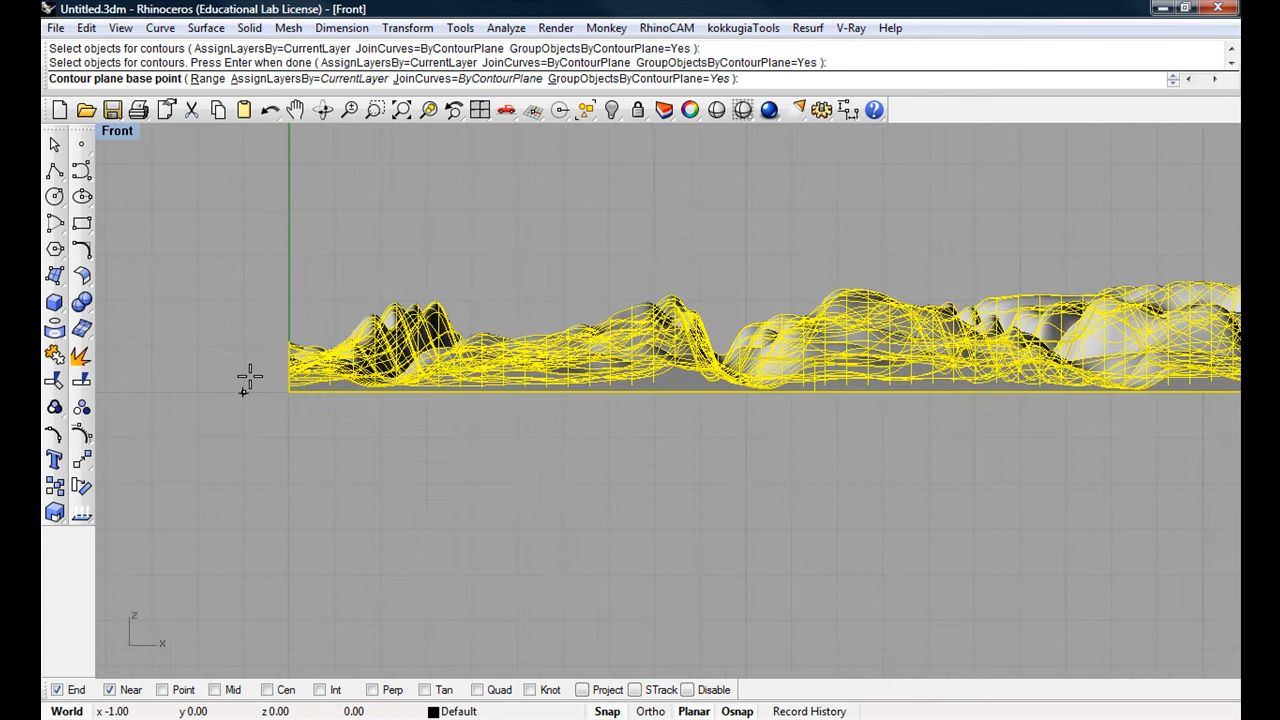 Untitled.3dm - Rhinoceros (Educational Lab License) - [Front]
File Edit View Curve Surface Solid Mesh Dimension Transform Tools Analyze Render Monkey RhinoCAM kokkugiaTools Resurf V-Ray Help
Select objects for contours ( AssignLayersBy=CurrentLayer JoinCurves=ByContourPlane GroupObjectsByContourPlane=Yes ):
Select objects for contours. Press Enter when done ( AssignLayersBy=CurrentLayer JoinCurves=ByContourPlane GroupObjectsByContourPlane=Yes ):
Contour plane base point ( Range AssignLayersBy=CurrentLayer JoinCurves=ByContourPlane GroupObjectsByContourPlane=Yes ):
Front
z
x
End Near Point Mid Cen Int Perp Tan Quad Knot Project STrack Disable
World x -1.00 y 0.00 z 0.00 0.00 Default Snap Ortho Planar Osnap Record History